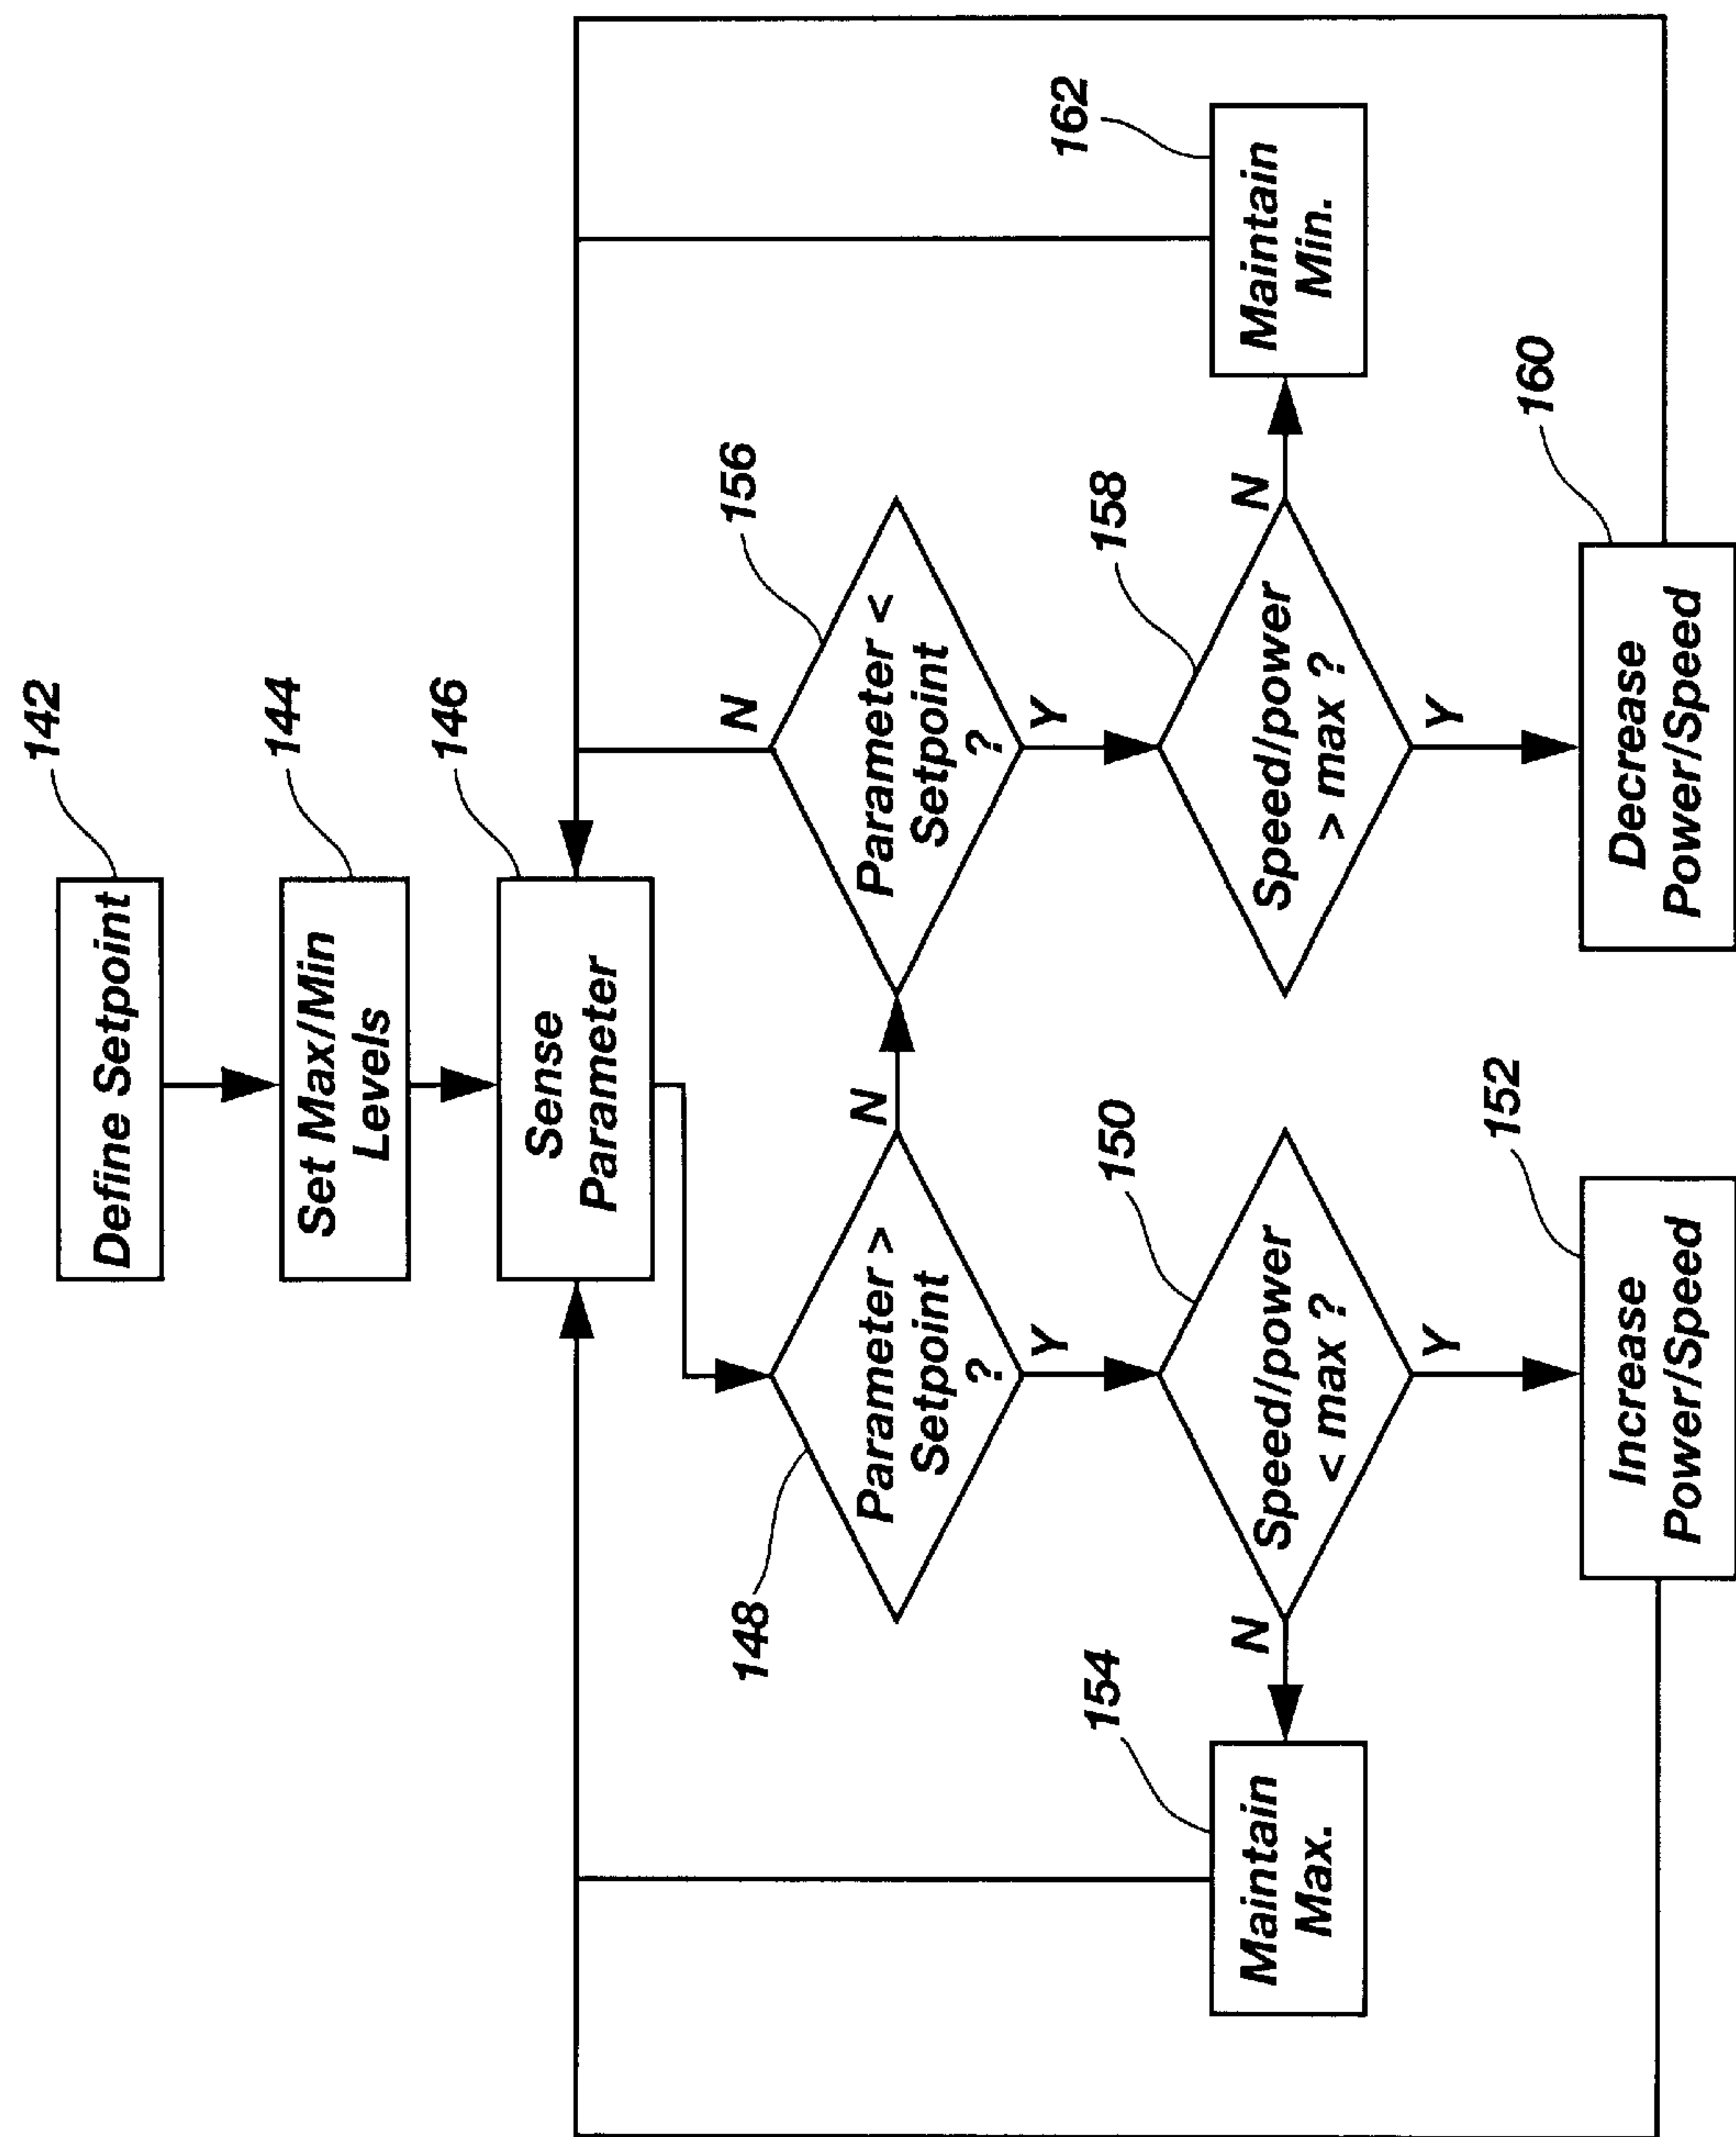 142
Define Setpoint
144
Set Max/Min
Levels
146
Sense
Parameter
148
Parameter >
Setpoint
?
N
Y
156
Parameter <
Setpoint
?
N
Y
150
Speed/power
< max ?
N
Y
154
Maintain
Max.
152
Increase
Power/Speed
158
Speed/power
> max ?
N
Y
162
Maintain
Min.
160
Decrease
Power/Speed